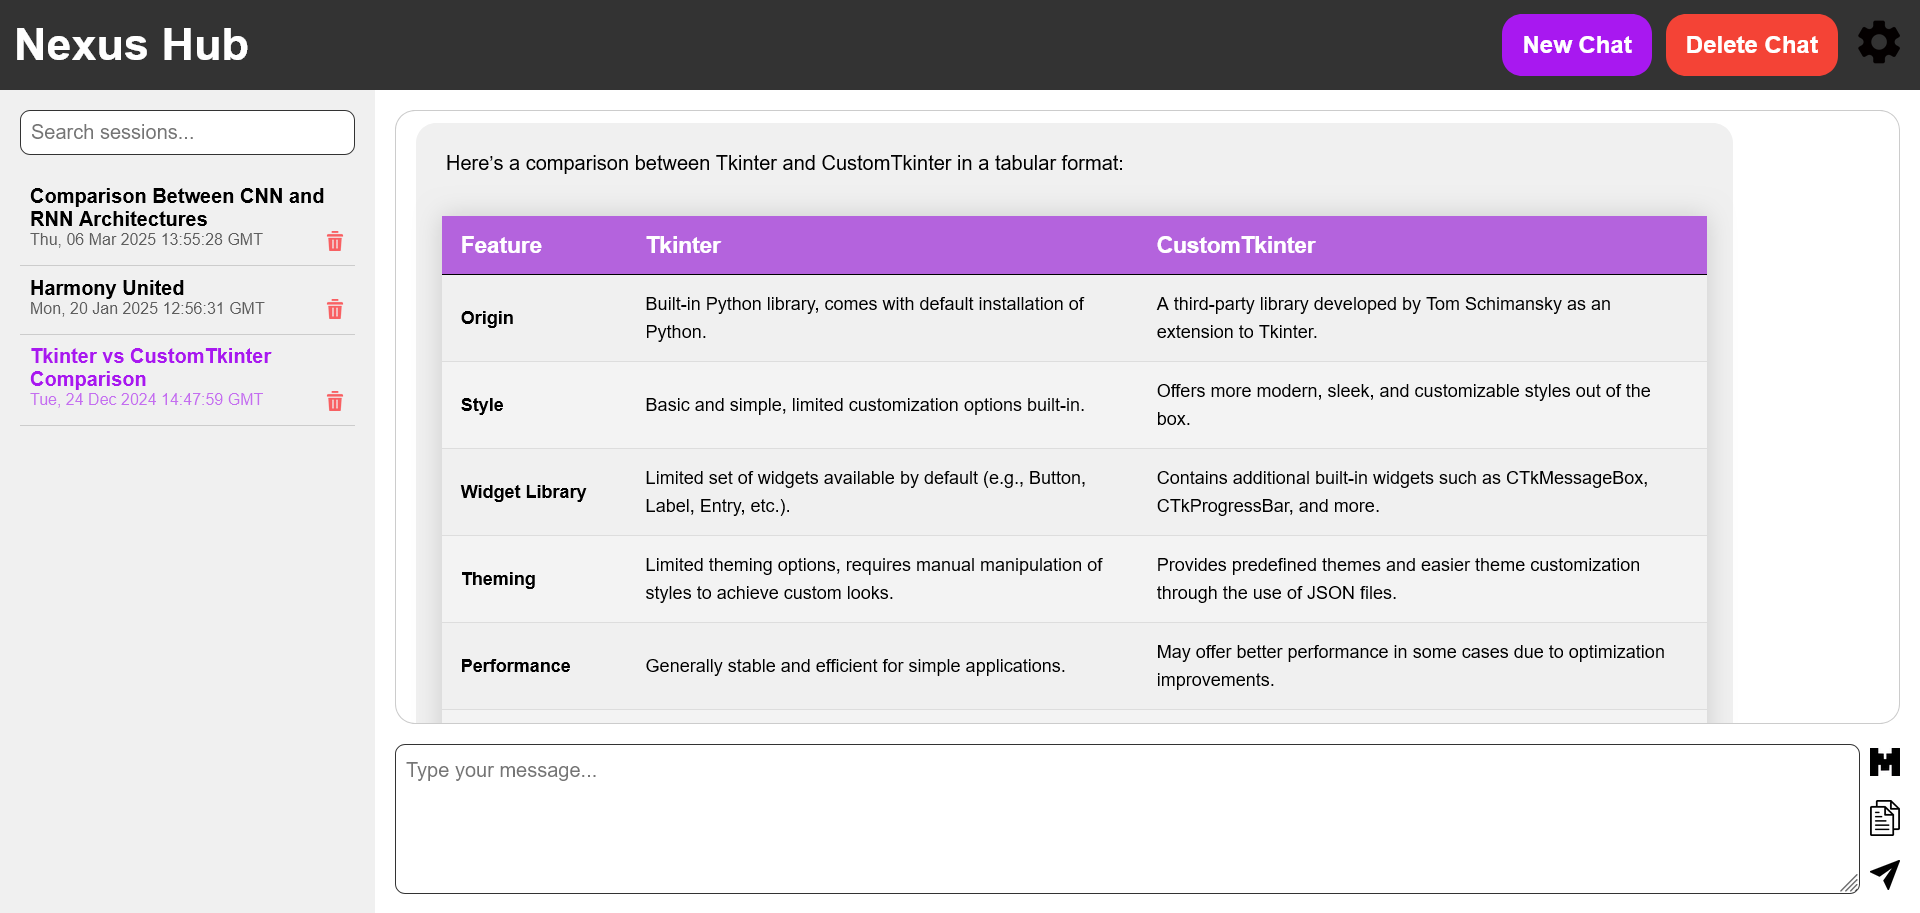 Nexus Hub
New Chat
Delete Chat
Search sessions...
Comparison Between CNN and
RNN Architectures
Thu, 06 Mar 2025 13:55:28 GMT
Harmony United
Mon, 20 Jan 2025 12:56:31 GMT
Tkinter vs CustomTkinter
Comparison
Tue, 24 Dec 2024 14:47:59 GMT
Here’s a comparison between Tkinter and CustomTkinter in a tabular format:
Feature
Tkinter
CustomTkinter
Origin
Built-in Python library, comes with default installation of
Python.
A third-party library developed by Tom Schimansky as an
extension to Tkinter.
Style
Basic and simple, limited customization options built-in.
Offers more modern, sleek, and customizable styles out of the
box.
Widget Library
Limited set of widgets available by default (e.g., Button,
Label, Entry, etc.).
Contains additional built-in widgets such as CTkMessageBox,
CTkProgressBar, and more.
Theming
Limited theming options, requires manual manipulation of
styles to achieve custom looks.
Provides predefined themes and easier theme customization
through the use of JSON files.
Performance
Generally stable and efficient for simple applications.
May offer better performance in some cases due to optimization
improvements.
Type your message...